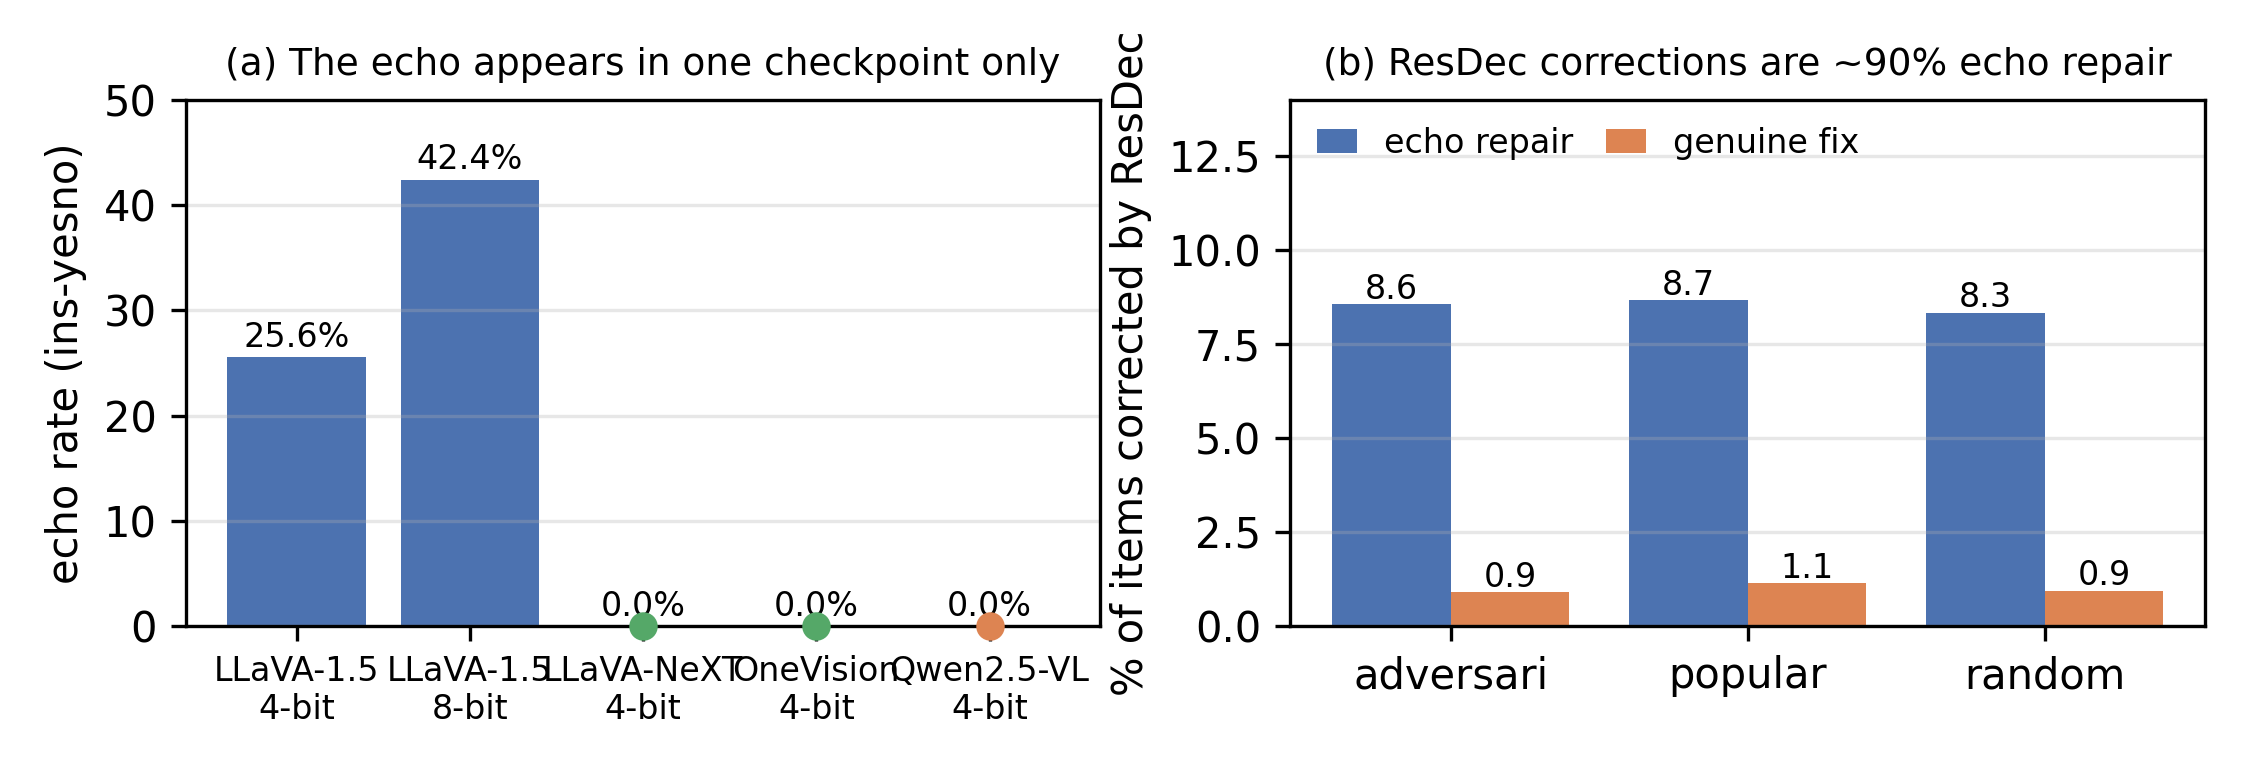 (a) The echo appears in one checkpoint only
echo rate (ins-yesno)
50
40
30
20
10
0
25.6%
42.4%
0.0%
0.0%
0.0%
LLaVA-1.5
4-bit
LLaVA-1.5
8-bit
LLaVA-NeXT
4-bit
OneVision
4-bit
Qwen2.5-VL
4-bit
(b) ResDec corrections are ~90% echo repair
% of items corrected by ResDec
echo repair
genuine fix
12.5
10.0
7.5
5.0
2.5
0.0
8.6
0.9
8.7
1.1
8.3
0.9
adversari
popular
random